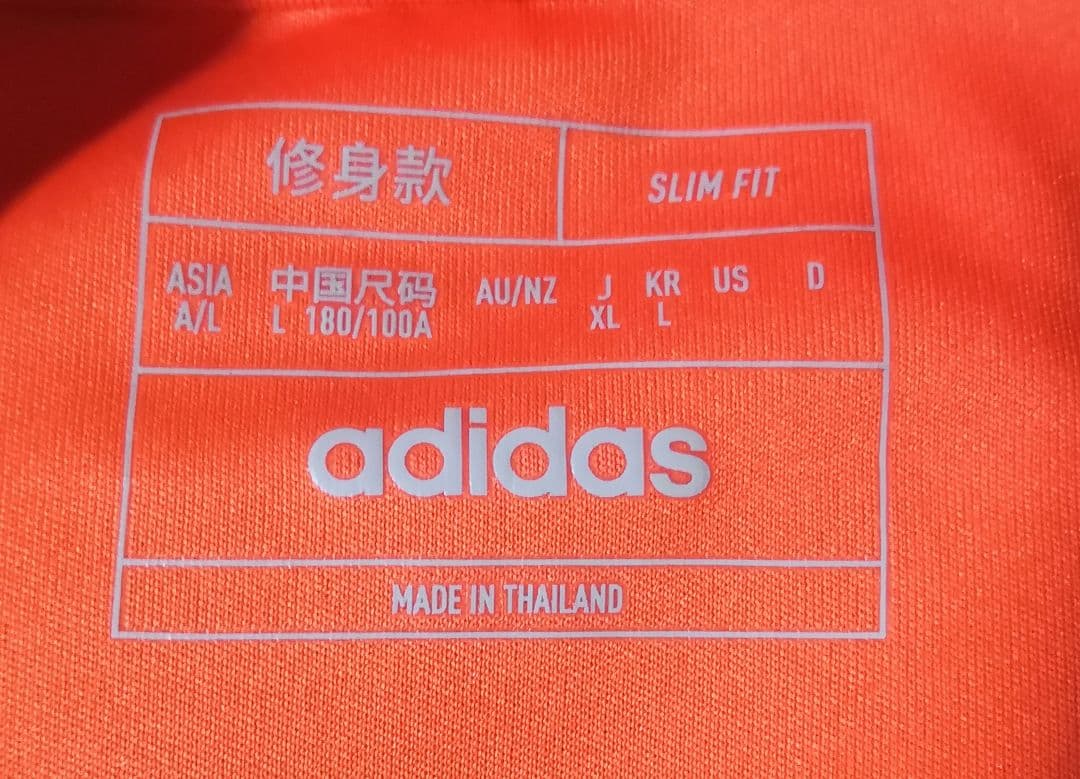 修身款 SLIM FIT
ASIA 中国尺码 AU/NZ J KR US D
A/L L 180/100A XL L
adidas
MADE IN THAILAND